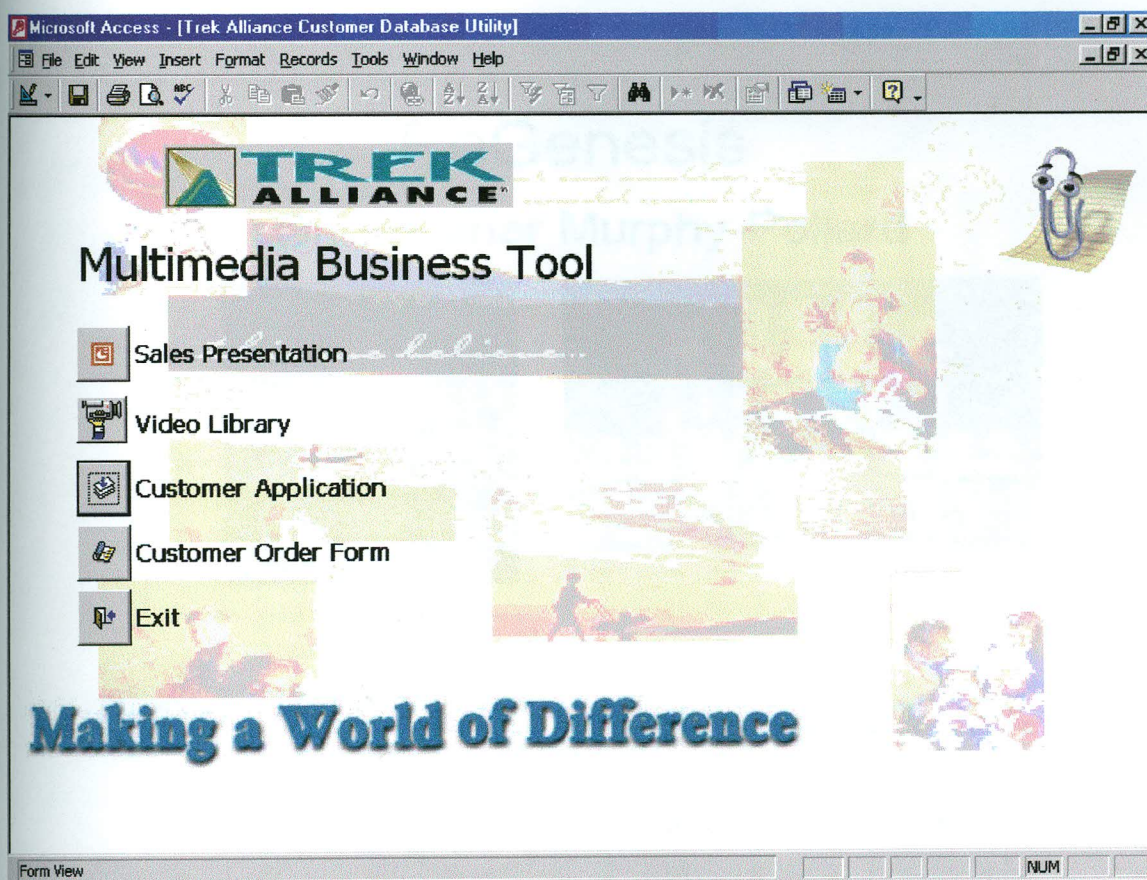 Microsoft Access - [Trek Alliance Customer Database Utility]
File Edit View Insert Format Records Tools Window Help
ABC
TREK
ALLIANCE
Multimedia Business Tool
Sales Presentation
believe...
Video Library
Customer Application
Customer Order Form
Exit
Making a World of Difference
Form View
NUM